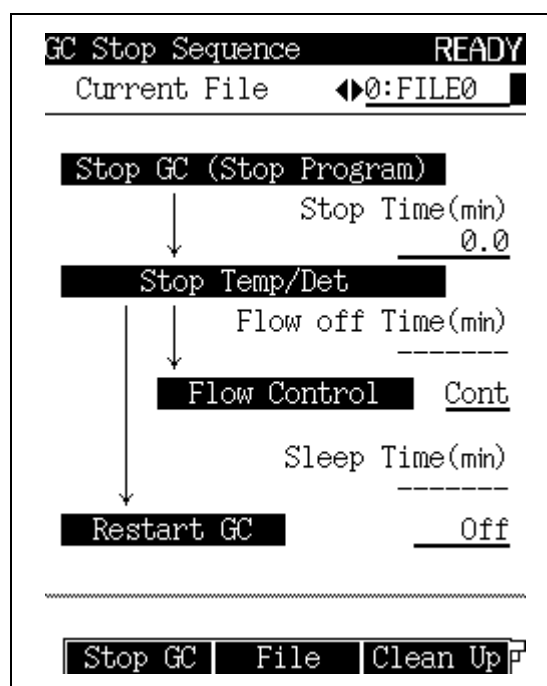 GC Stop Sequence READY
Current File ◀▶0:FILE0
Stop GC (Stop Program)
Stop Time(min)
0.0
Stop Temp/Det
Flow off Time(min)
-------
Flow Control Cont
Sleep Time(min)
-------
Restart GC Off
Stop GC File Clean Up